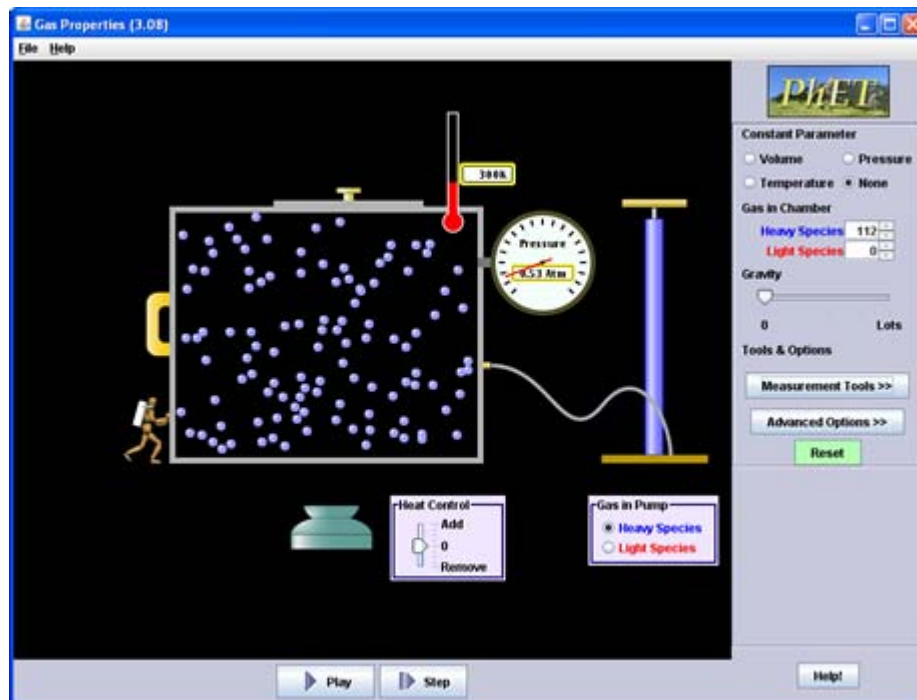 Gas Properties (3.08)
File Help
PhET
Constant Parameter
Volume Pressure
Temperature None
Gas in Chamber
Heavy Species 112
Light Species 0
Gravity
0 Lots
Tools & Options
Measurement Tools >>
Advanced Options >>
Reset
300K
Pressure
0.53 Atm
Heat Control
Add
0
Remove
Gas in Pump
Heavy Species
Light Species
Play Step
Help!